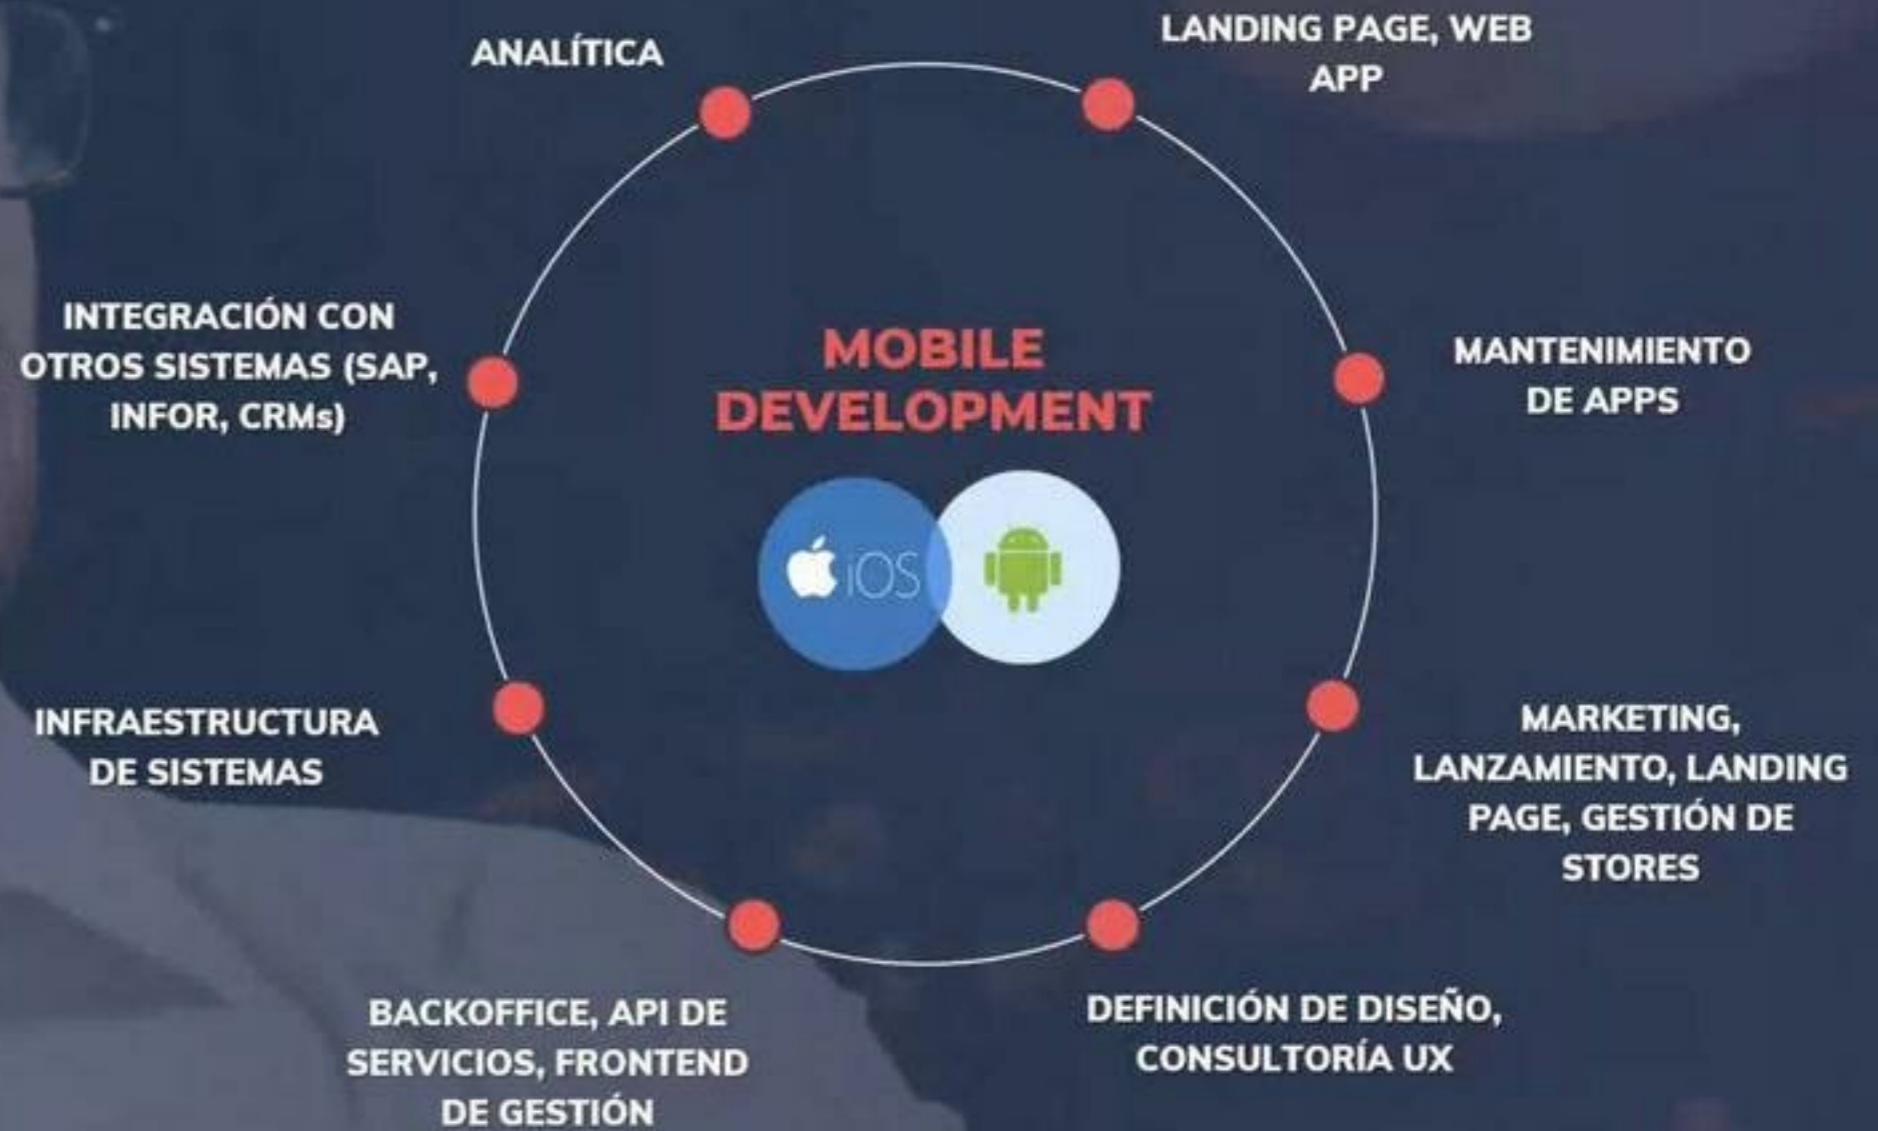 ANALÍTICA
LANDING PAGE, WEB
APP
INTEGRACIÓN CON
OTROS SISTEMAS (SAP,
INFOR, CRMs)
MOBILE
DEVELOPMENT
iOS
MANTENIMIENTO
DE APPS
INFRAESTRUCTURA
DE SISTEMAS
MARKETING,
LANZAMIENTO, LANDING
PAGE, GESTIÓN DE
STORES
BACKOFFICE, API DE
SERVICIOS, FRONTEND
DE GESTIÓN
DEFINICIÓN DE DISEÑO,
CONSULTORÍA UX